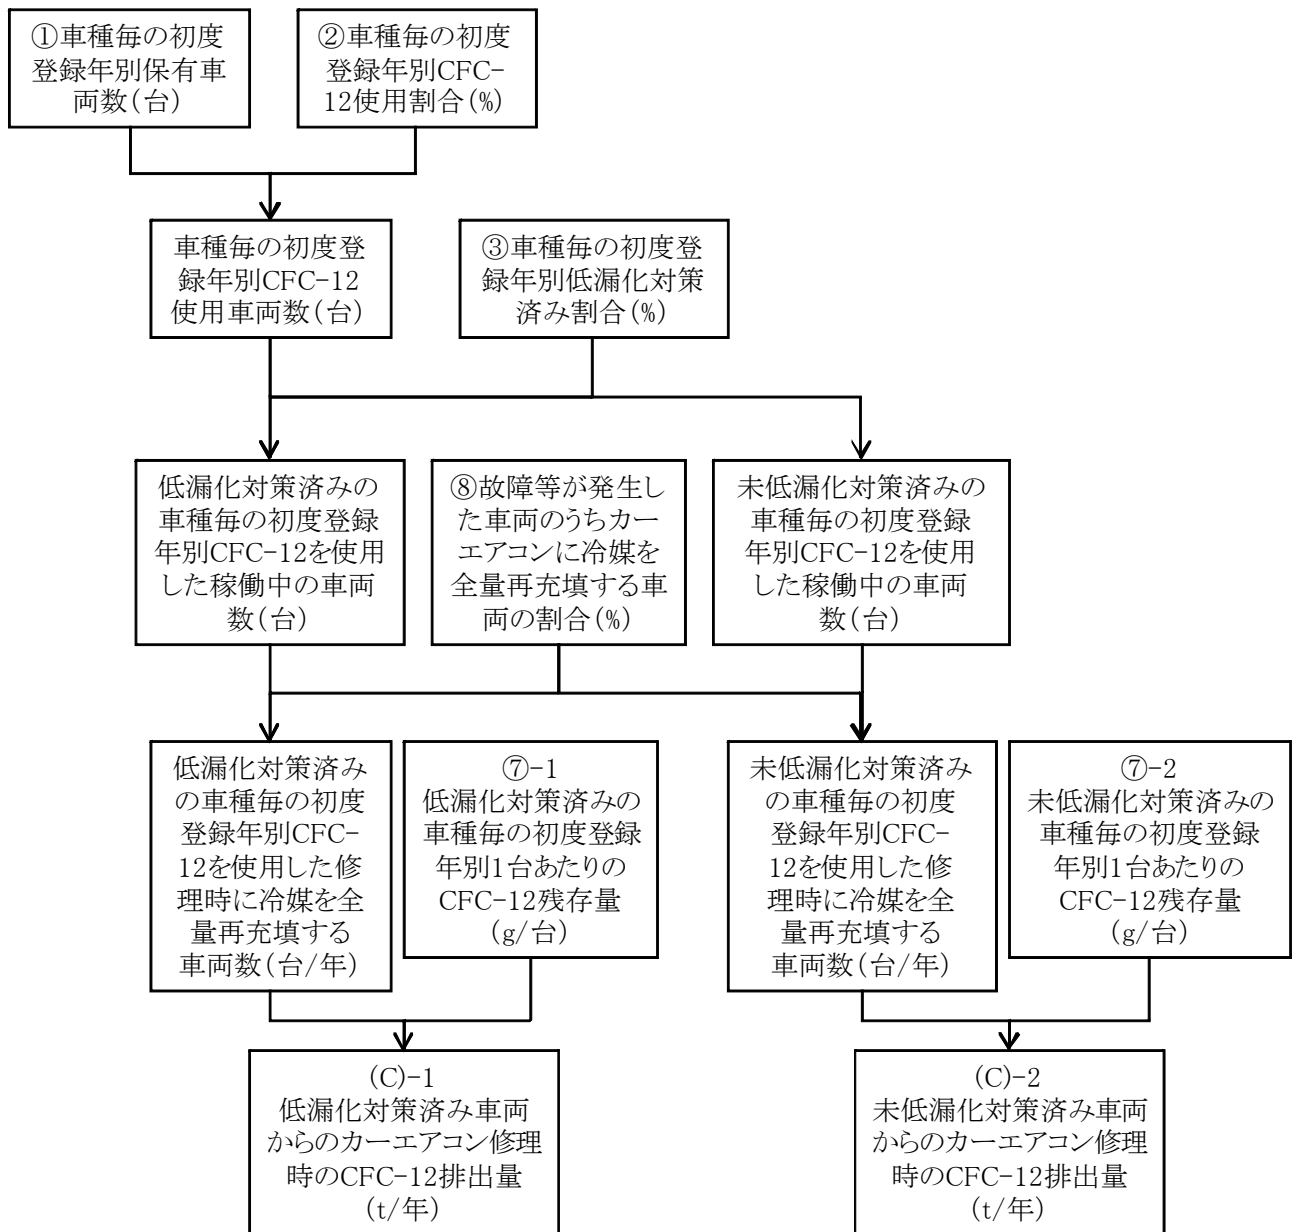 ①車種毎の初度
登録年別保有車
両数(台)
②車種毎の初度
登録年別CFC-
12使用割合(%)
車種毎の初度登
録年別CFC-12
使用車両数(台)
③車種毎の初度登
録年別低漏化対策
済み割合(%)
低漏化対策済みの
車種毎の初度登録
年別CFC-12を使用
した稼働中の車両
数(台)
⑧故障等が発生し
た車両のうちカー
エアコンに冷媒を
全量再充填する車
両の割合(%)
未低漏化対策済みの
車種毎の初度登録
年別CFC-12を使用
した稼働中の車両
数(台)
低漏化対策済み
の車種毎の初度
登録年別CFC-
12を使用した修
理時に冷媒を全
量再充填する
車両数(台/年)
⑦-1
低漏化対策済みの
車種毎の初度登録
年別1台あたりの
CFC-12残存量
(g/台)
未低漏化対策済み
の車種毎の初度
登録年別CFC-
12を使用した修
理時に冷媒を全
量再充填する
車両数(台/年)
⑦-2
未低漏化対策済みの
車種毎の初度登録
年別1台あたりの
CFC-12残存量
(g/台)
(C)-1
低漏化対策済み車両
からのカーエアコン修理
時のCFC-12排出量
(t/年)
(C)-2
未低漏化対策済み車両
からのカーエアコン修理
時のCFC-12排出量
(t/年)